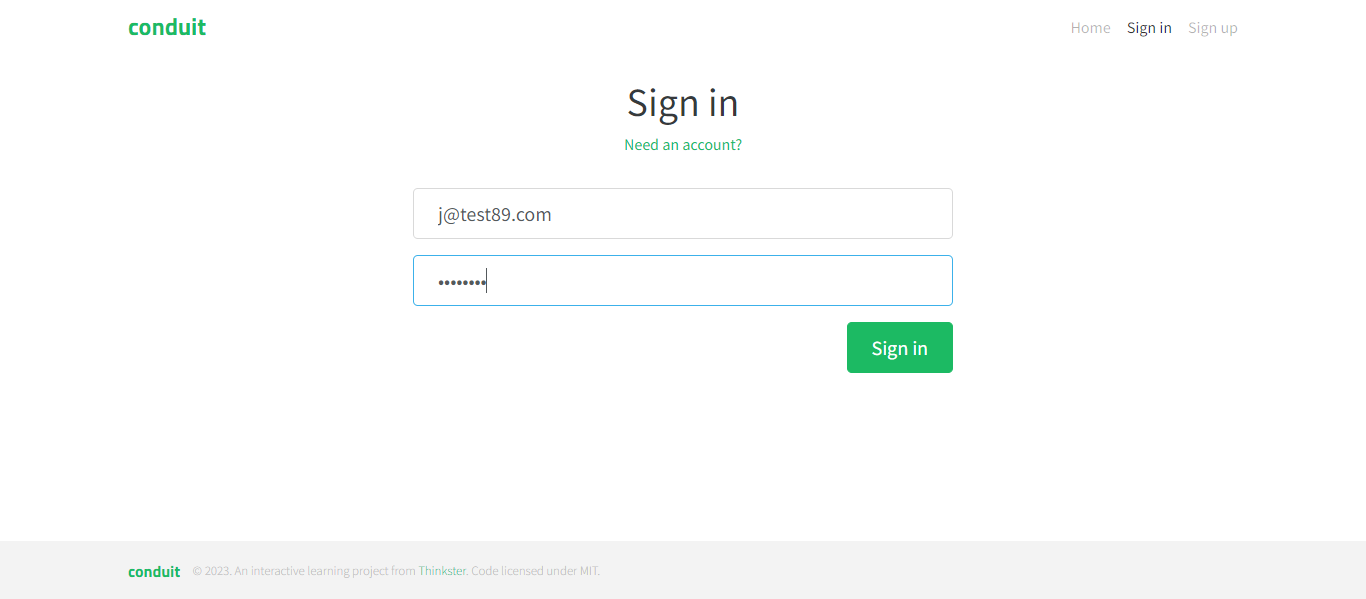 conduit
Home Sign in Sign up
Sign in
Need an account?
j@test89.com
••••••••
Sign in
conduit © 2023. An interactive learning project from Thinkster. Code licensed under MIT.